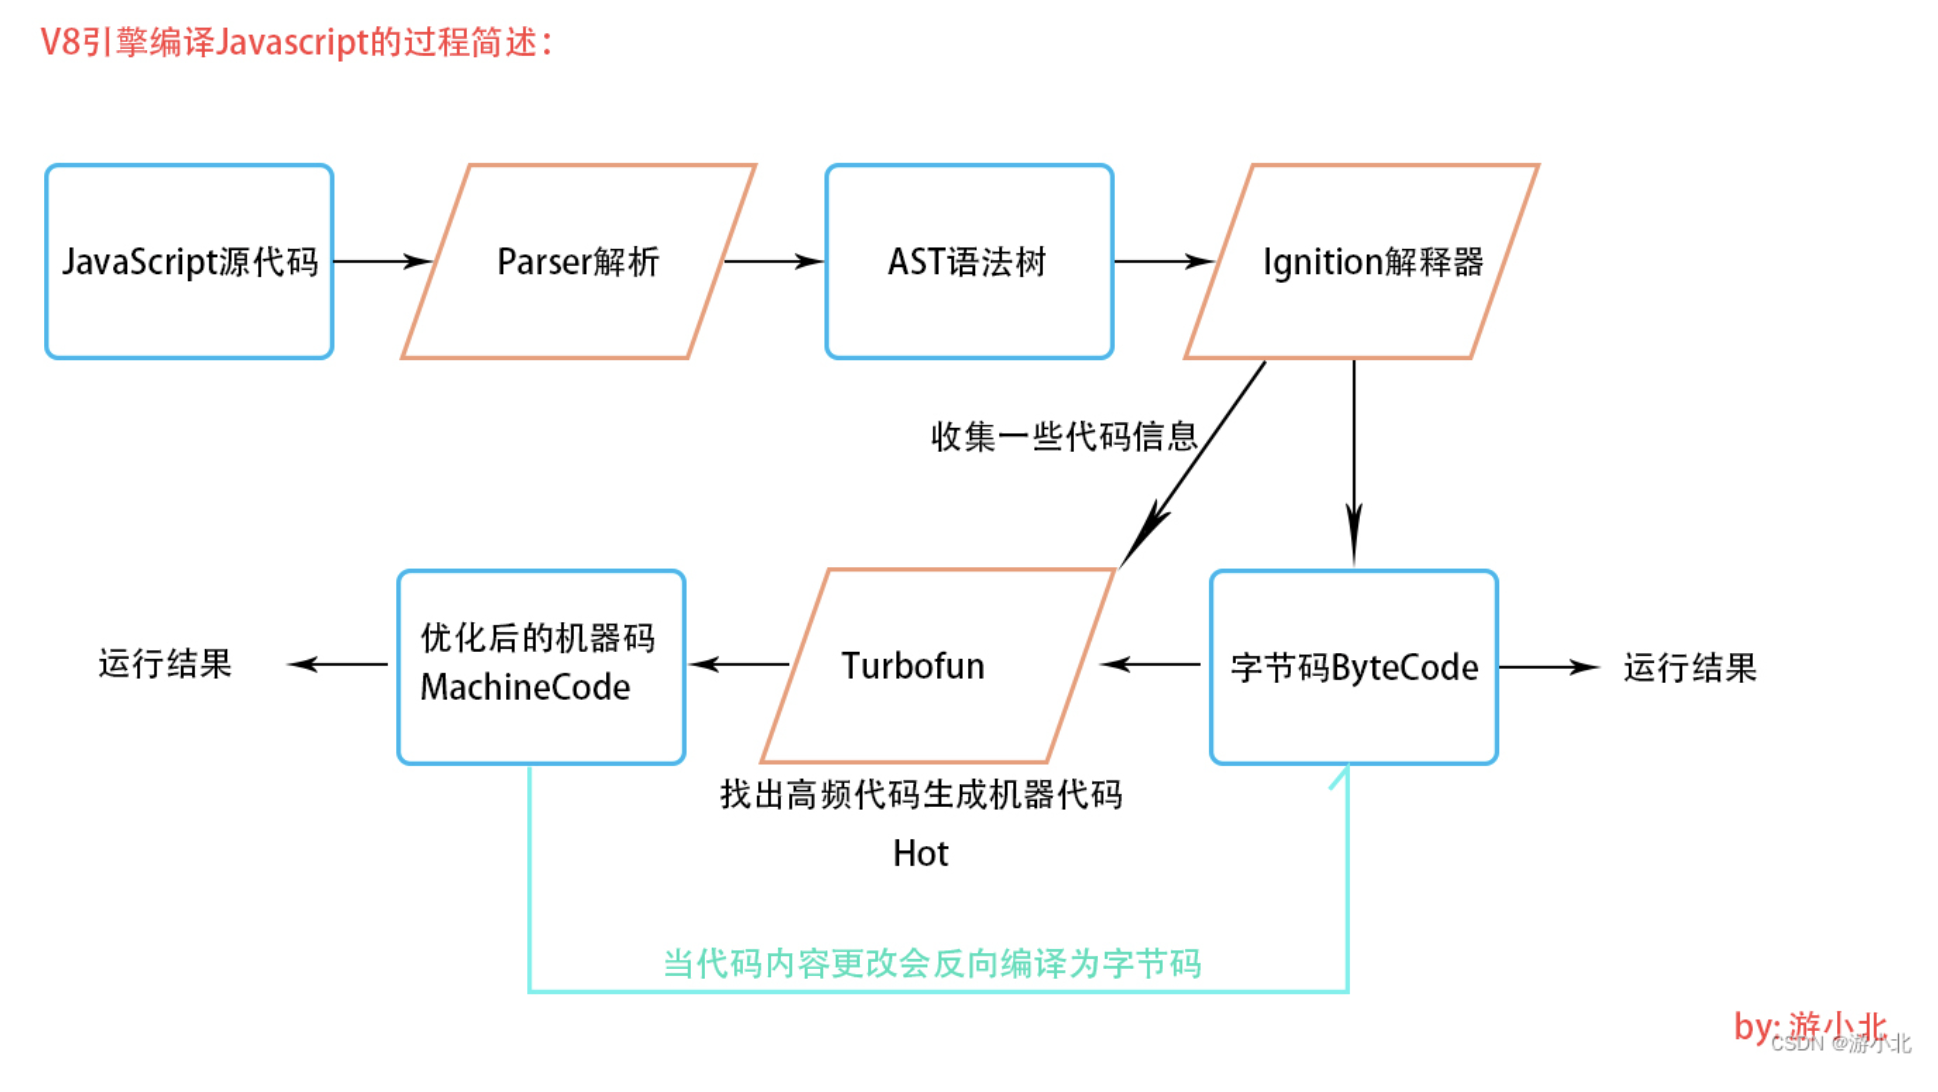 V8引擎编译Javascript的过程简述：
JavaScript源代码
Parser解析
AST语法树
Ignition解释器
收集一些代码信息
运行结果
优化后的机器码
MachineCode
Turbofun
字节码ByteCode
运行结果
找出高频代码生成机器代码
Hot
当代码内容更改会反向编译为字节码
by: 游小北
CSDN @游小北